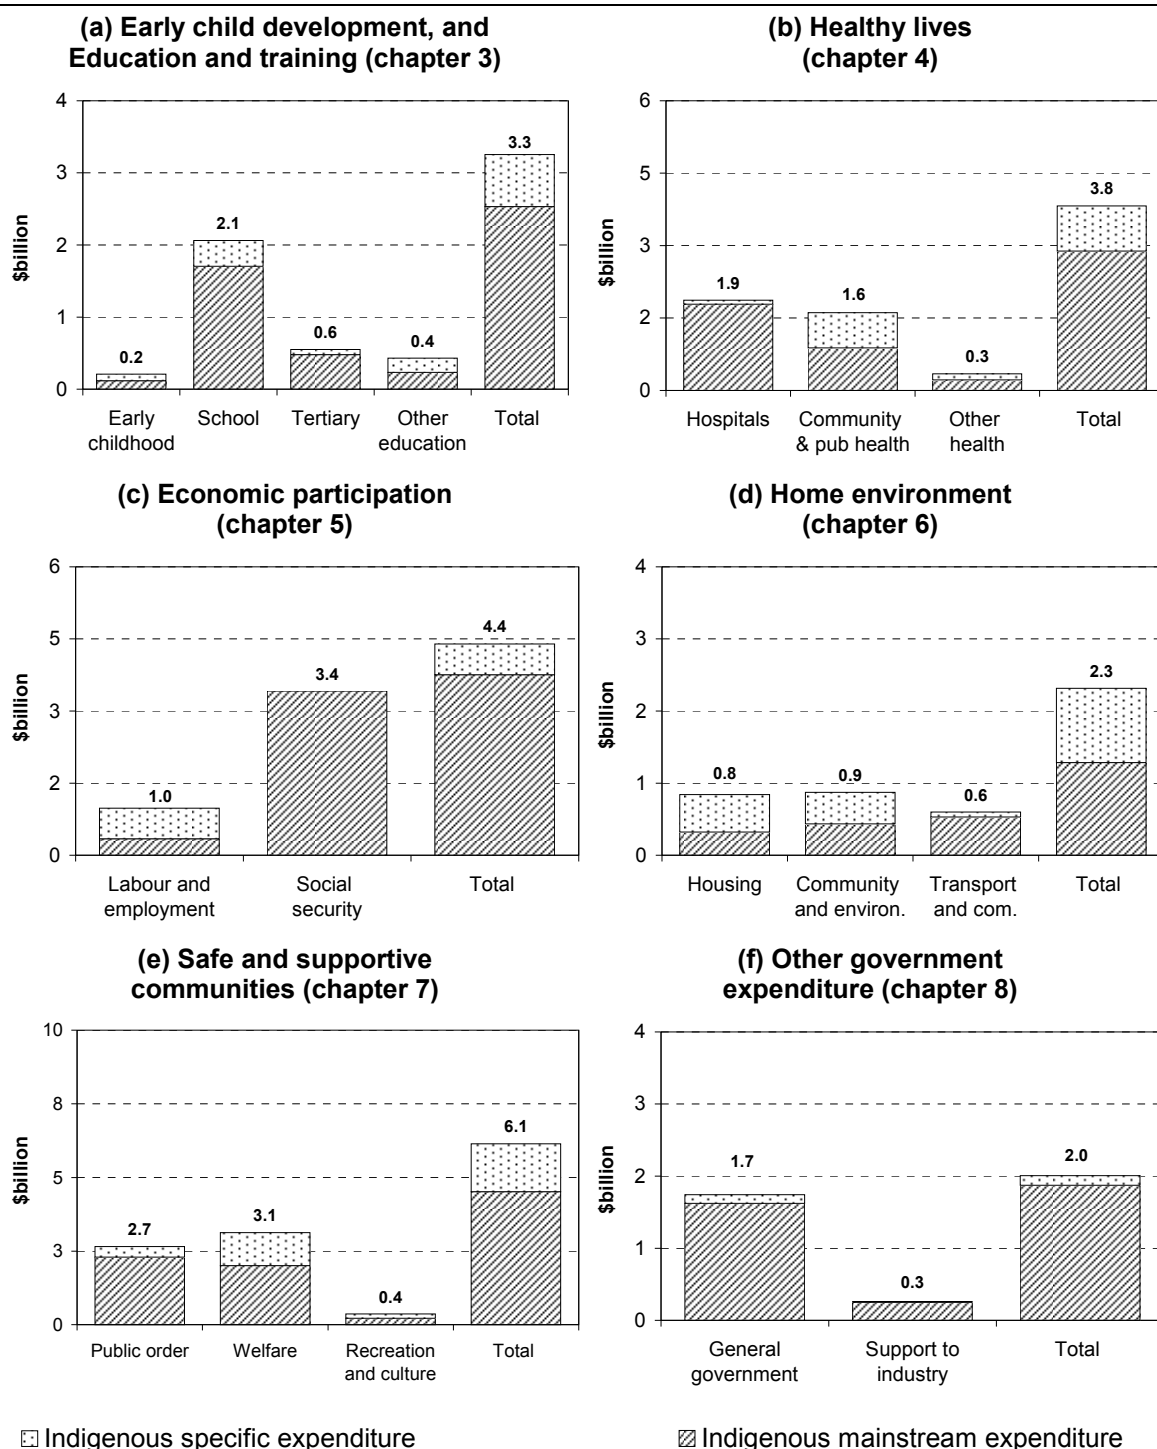 (a) Early child development, and
Education and training (chapter 3)
4
3
2
1
0
$billion
0.2
2.1
0.6
0.4
3.3
Early
childhood
School
Tertiary
Other
education
Total
(b) Healthy lives
(chapter 4)
6
5
3
2
0
$billion
1.9
1.6
0.3
3.8
Hospitals
Community
& pub health
Other
health
Total
(c) Economic participation
(chapter 5)
6
5
3
2
0
$billion
1.0
3.4
4.4
Labour and
employment
Social
security
Total
(d) Home environment
(chapter 6)
4
3
2
1
0
$billion
0.8
0.9
0.6
2.3
Housing
Community
and environ.
Transport
and com.
Total
(e) Safe and supportive
communities (chapter 7)
10
8
5
3
0
$billion
2.7
3.1
0.4
6.1
Public order
Welfare
Recreation
and culture
Total
(f) Other government
expenditure (chapter 8)
4
3
2
1
0
$billion
1.7
0.3
2.0
General
government
Support to
industry
Total
Indigenous specific expenditure
Indigenous mainstream expenditure